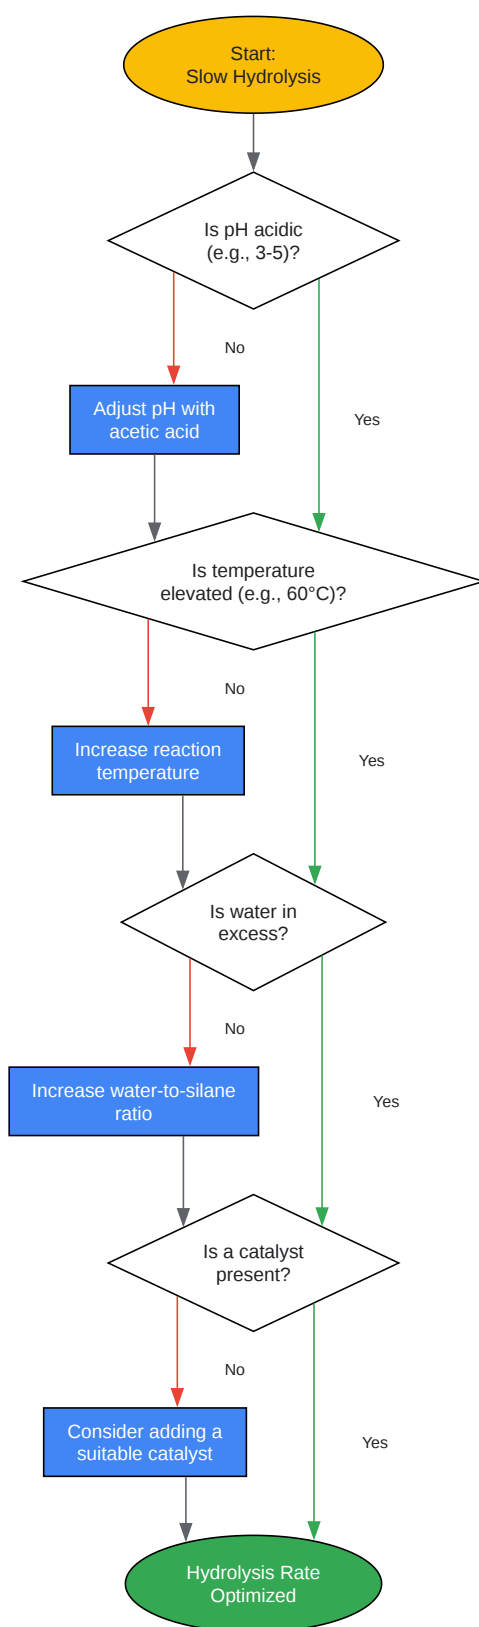 Start:
Slow Hydrolysis
Is pH acidic
(e.g., 3-5)?
No
Yes
Adjust pH with
acetic acid
Is temperature
elevated (e.g., 60°C)?
No
Yes
Increase reaction
temperature
Is water in
excess?
No
Yes
Increase water-to-silane
ratio
Is a catalyst
present?
No
Yes
Consider adding a
suitable catalyst
Hydrolysis Rate
Optimized